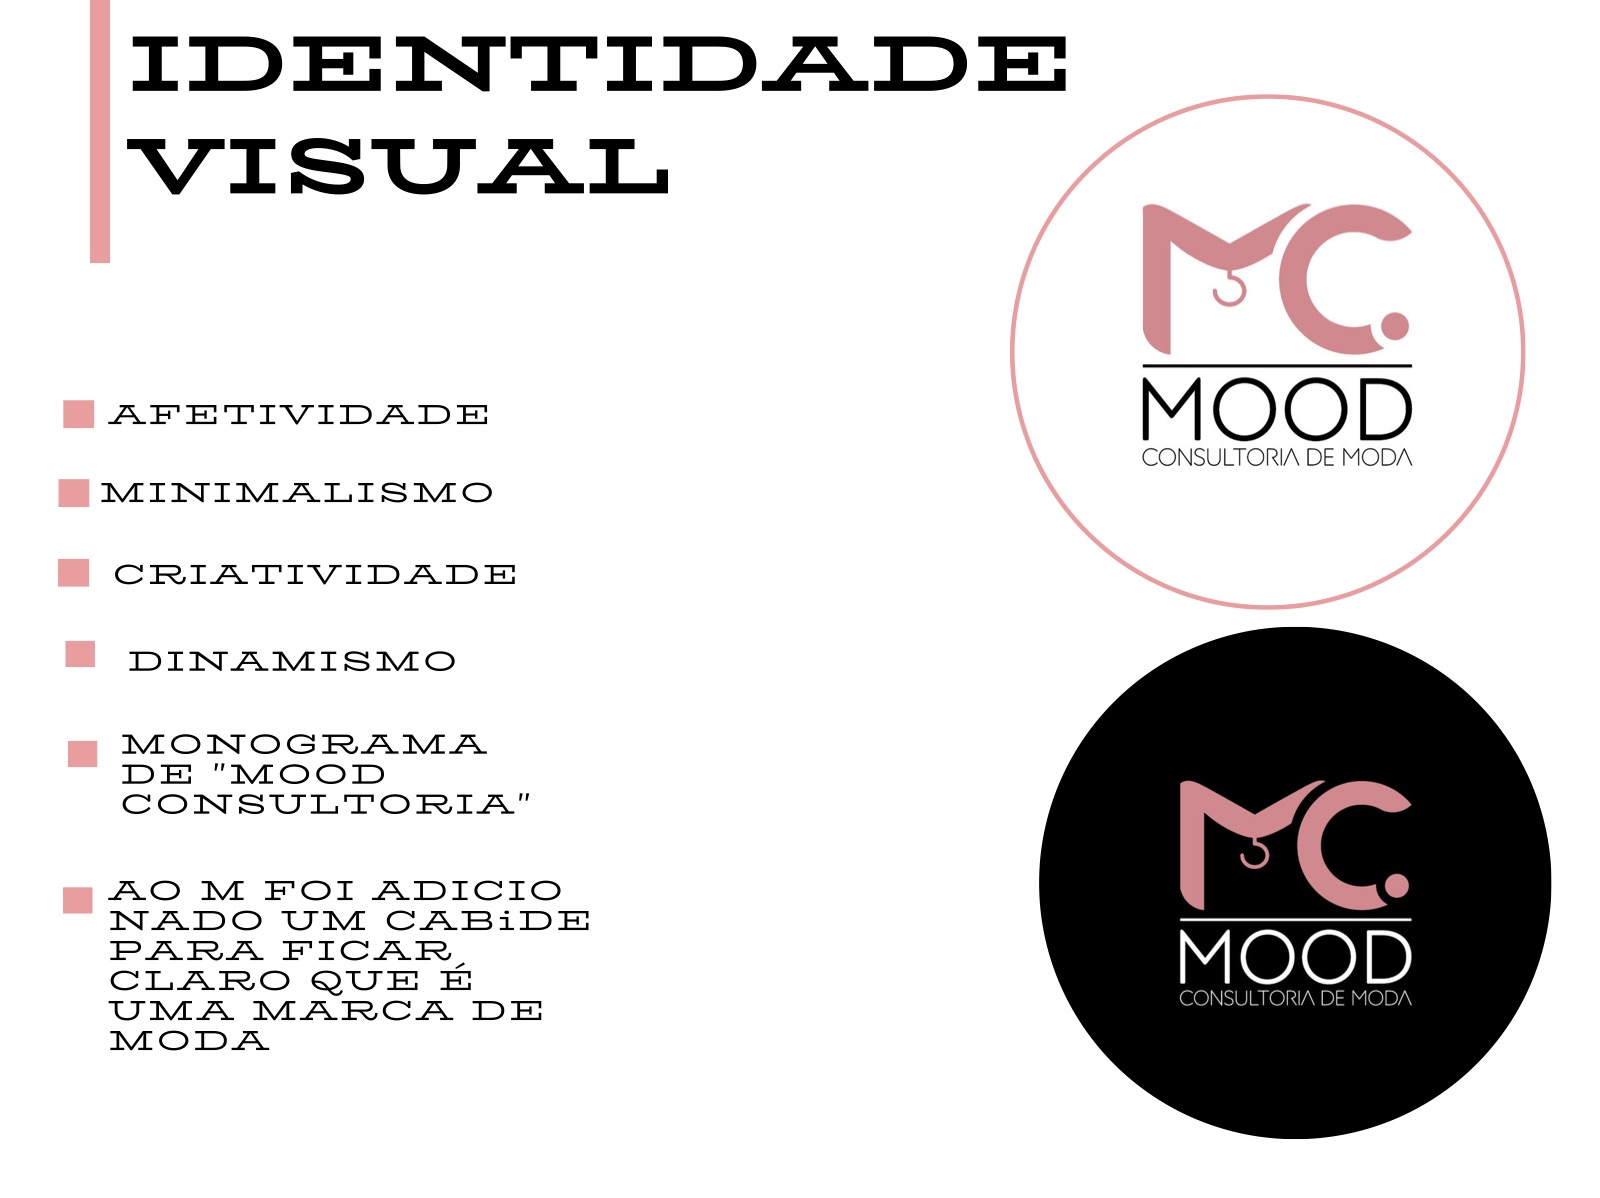 IDENTIDADE
VISUAL
AFETIVIDADE
MINIMALISMO
CRIATIVIDADE
DINAMISMO
MONOGRAMA
DE "MOOD
CONSULTORIA"
AO M FOI ADICIO
NADO UM CABiDE
PARA FICAR
CLARO QUE É
UMA MARCA DE
MODA
MC.
MOOD
CONSULTORIA DE MODA
MC.
MOOD
CONSULTORIA DE MODA